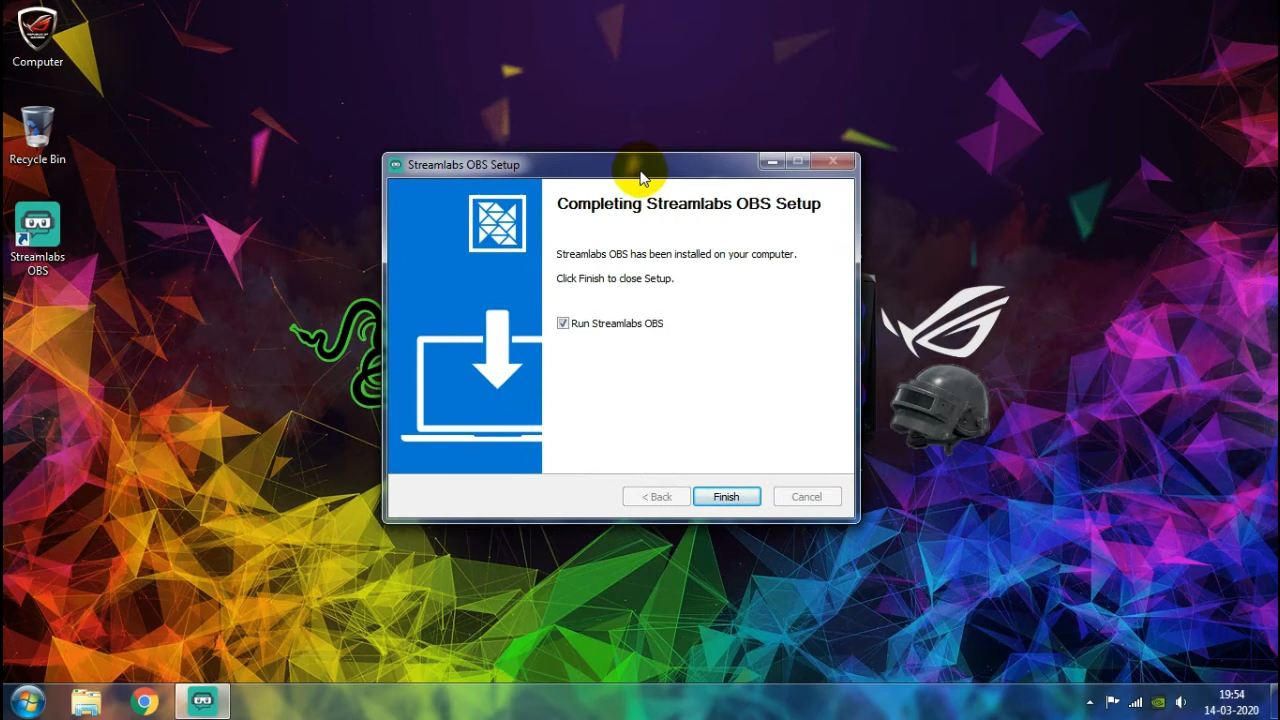 Computer
Recycle Bin
Streamlabs
OBS
Streamlabs OBS Setup
Completing Streamlabs OBS Setup
Streamlabs OBS has been installed on your computer.
Click Finish to close Setup.
Run Streamlabs OBS
< Back
Finish
Cancel
19:54
14-03-2020